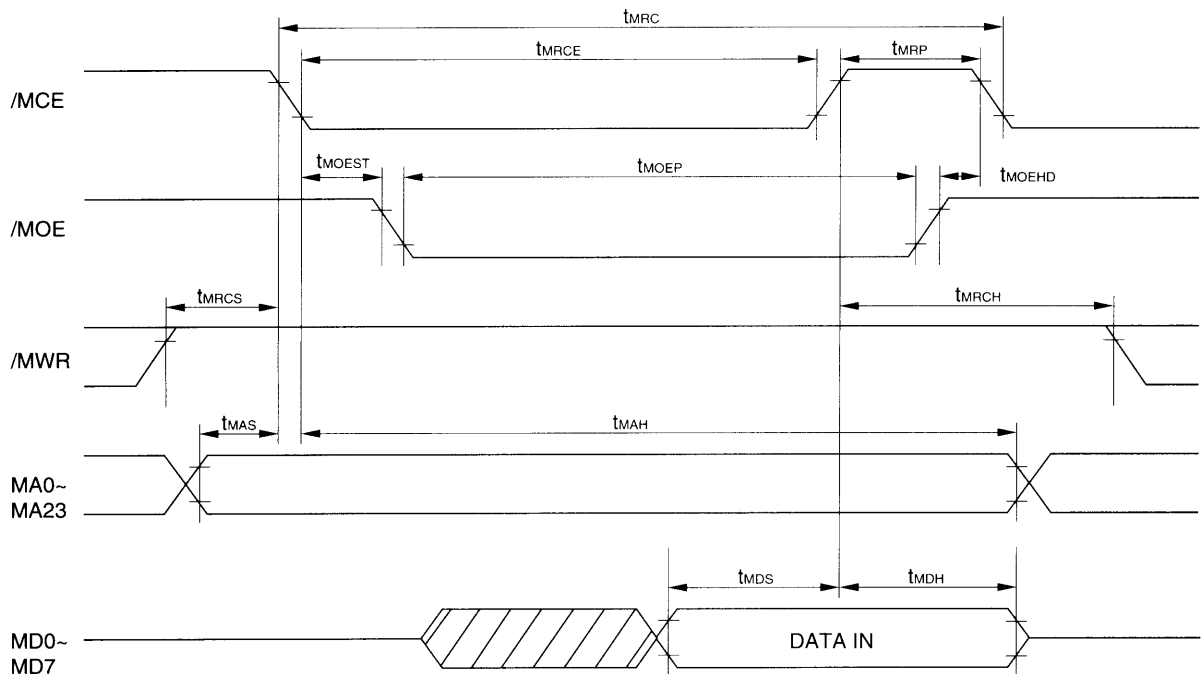 tMRC
tMRCE
tMRP
/MCE
tMOEST
tMOEP
tMOEHD
/MOE
tMRCS
tMRCH
/MWR
tMAS
tMAH
MA0~
MA23
tMDS
tMDH
MD0~
MD7
DATA IN